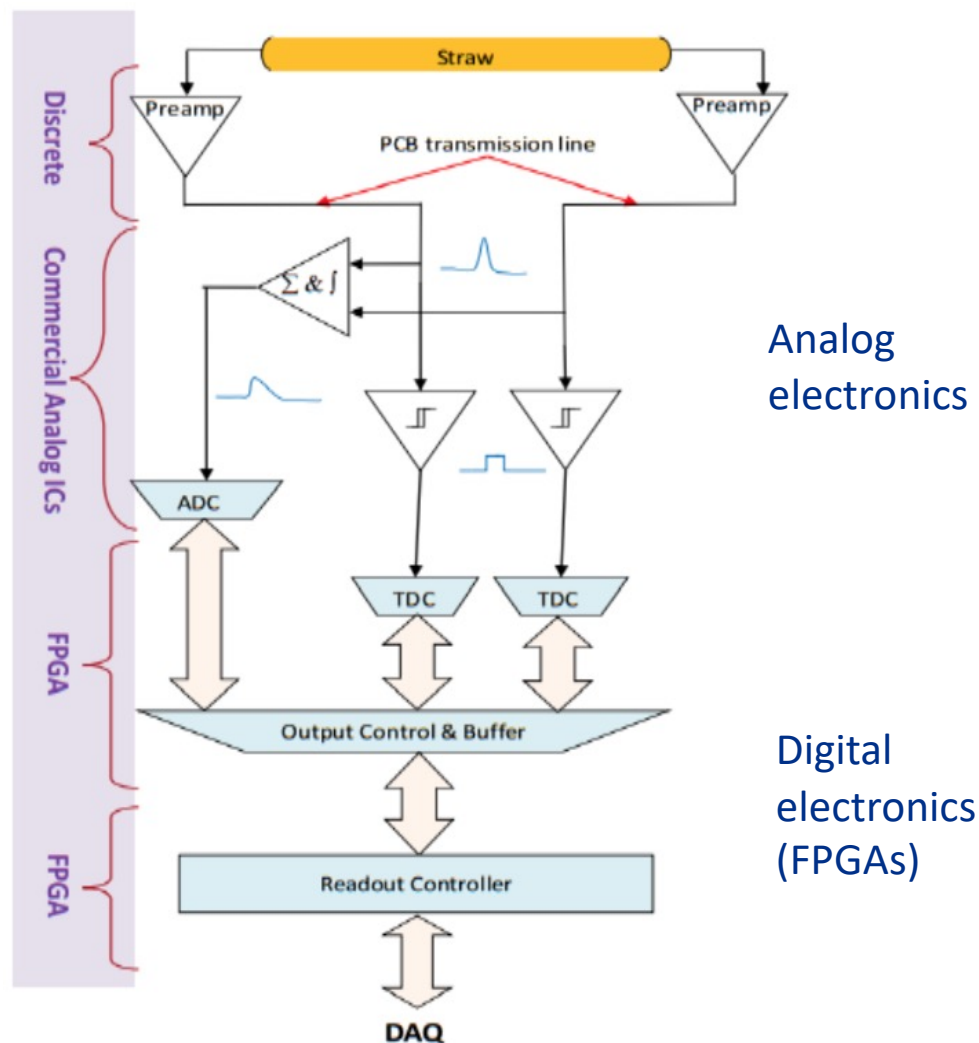 Straw
Preamp
Preamp
PCB transmission line
Discrete
∑ & ∫
Commercial Analog ICs
Analog
electronics
ADC
TDC
TDC
FPGA
Output Control & Buffer
Digital
electronics
(FPGAs)
Readout Controller
FPGA
DAQ